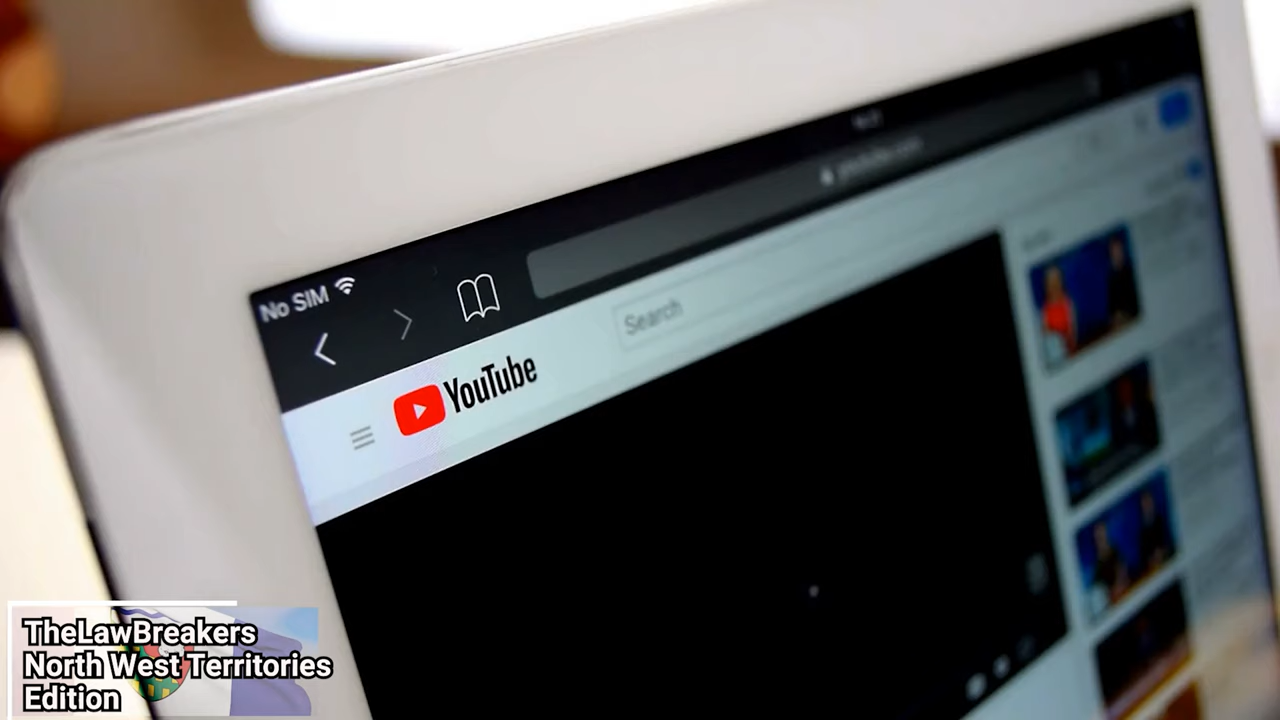 No SIM
YouTube
Search
TheLawBreakers
North West Territories
Edition